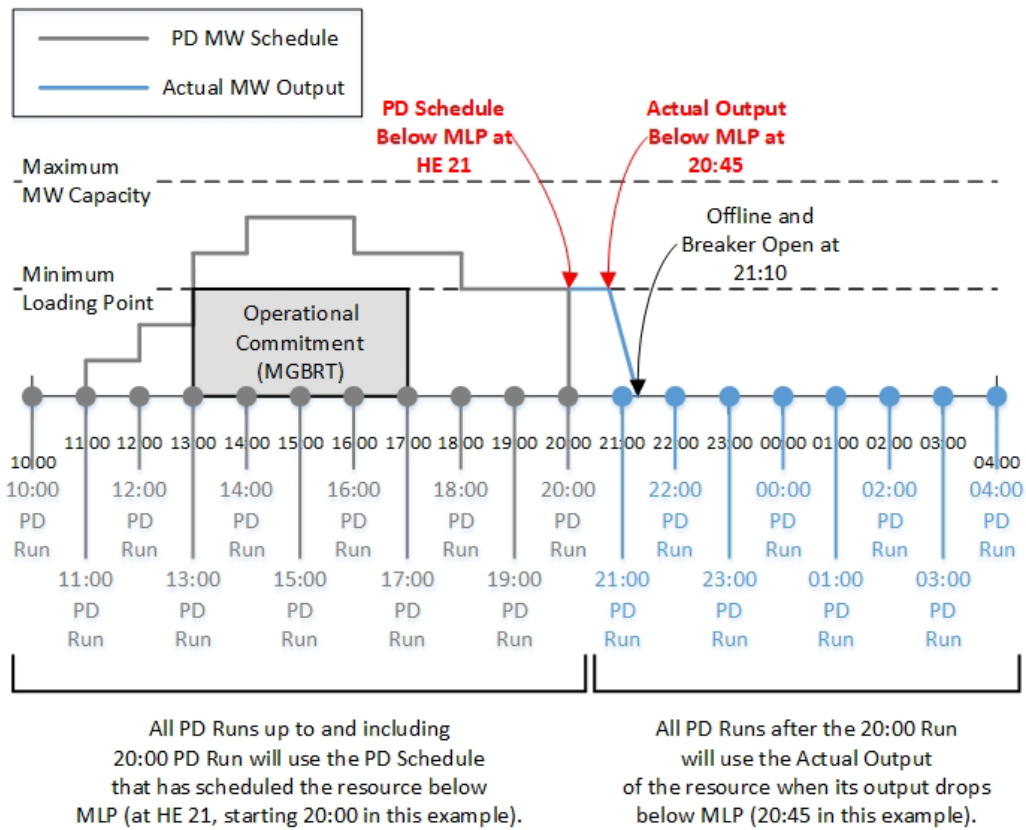 PD MW Schedule
Actual MW Output
PD Schedule
Below MLP at
HE 21
Actual Output
Below MLP at
20:45
Maximum
MW Capacity
Offline and
Breaker Open at
21:10
Minimum
Loading Point
Operational
Commitment
(MGBRT)
10:00 11:00 12:00 13:00 14:00 15:00 16:00 17:00 18:00 19:00 20:00 21:00 22:00 23:00 00:00 01:00 02:00 03:00 04:00
10:00
PD
Run
12:00
PD
Run
14:00
PD
Run
16:00
PD
Run
18:00
PD
Run
20:00
PD
Run
22:00
PD
Run
00:00
PD
Run
02:00
PD
Run
04:00
PD
Run
11:00
PD
Run
13:00
PD
Run
15:00
PD
Run
17:00
PD
Run
19:00
PD
Run
21:00
PD
Run
23:00
PD
Run
01:00
PD
Run
03:00
PD
Run
All PD Runs up to and including
20:00 PD Run will use the PD Schedule
that has scheduled the resource below
MLP (at HE 21, starting 20:00 in this example).
All PD Runs after the 20:00 Run
will use the Actual Output
of the resource when its output drops
below MLP (20:45 in this example).